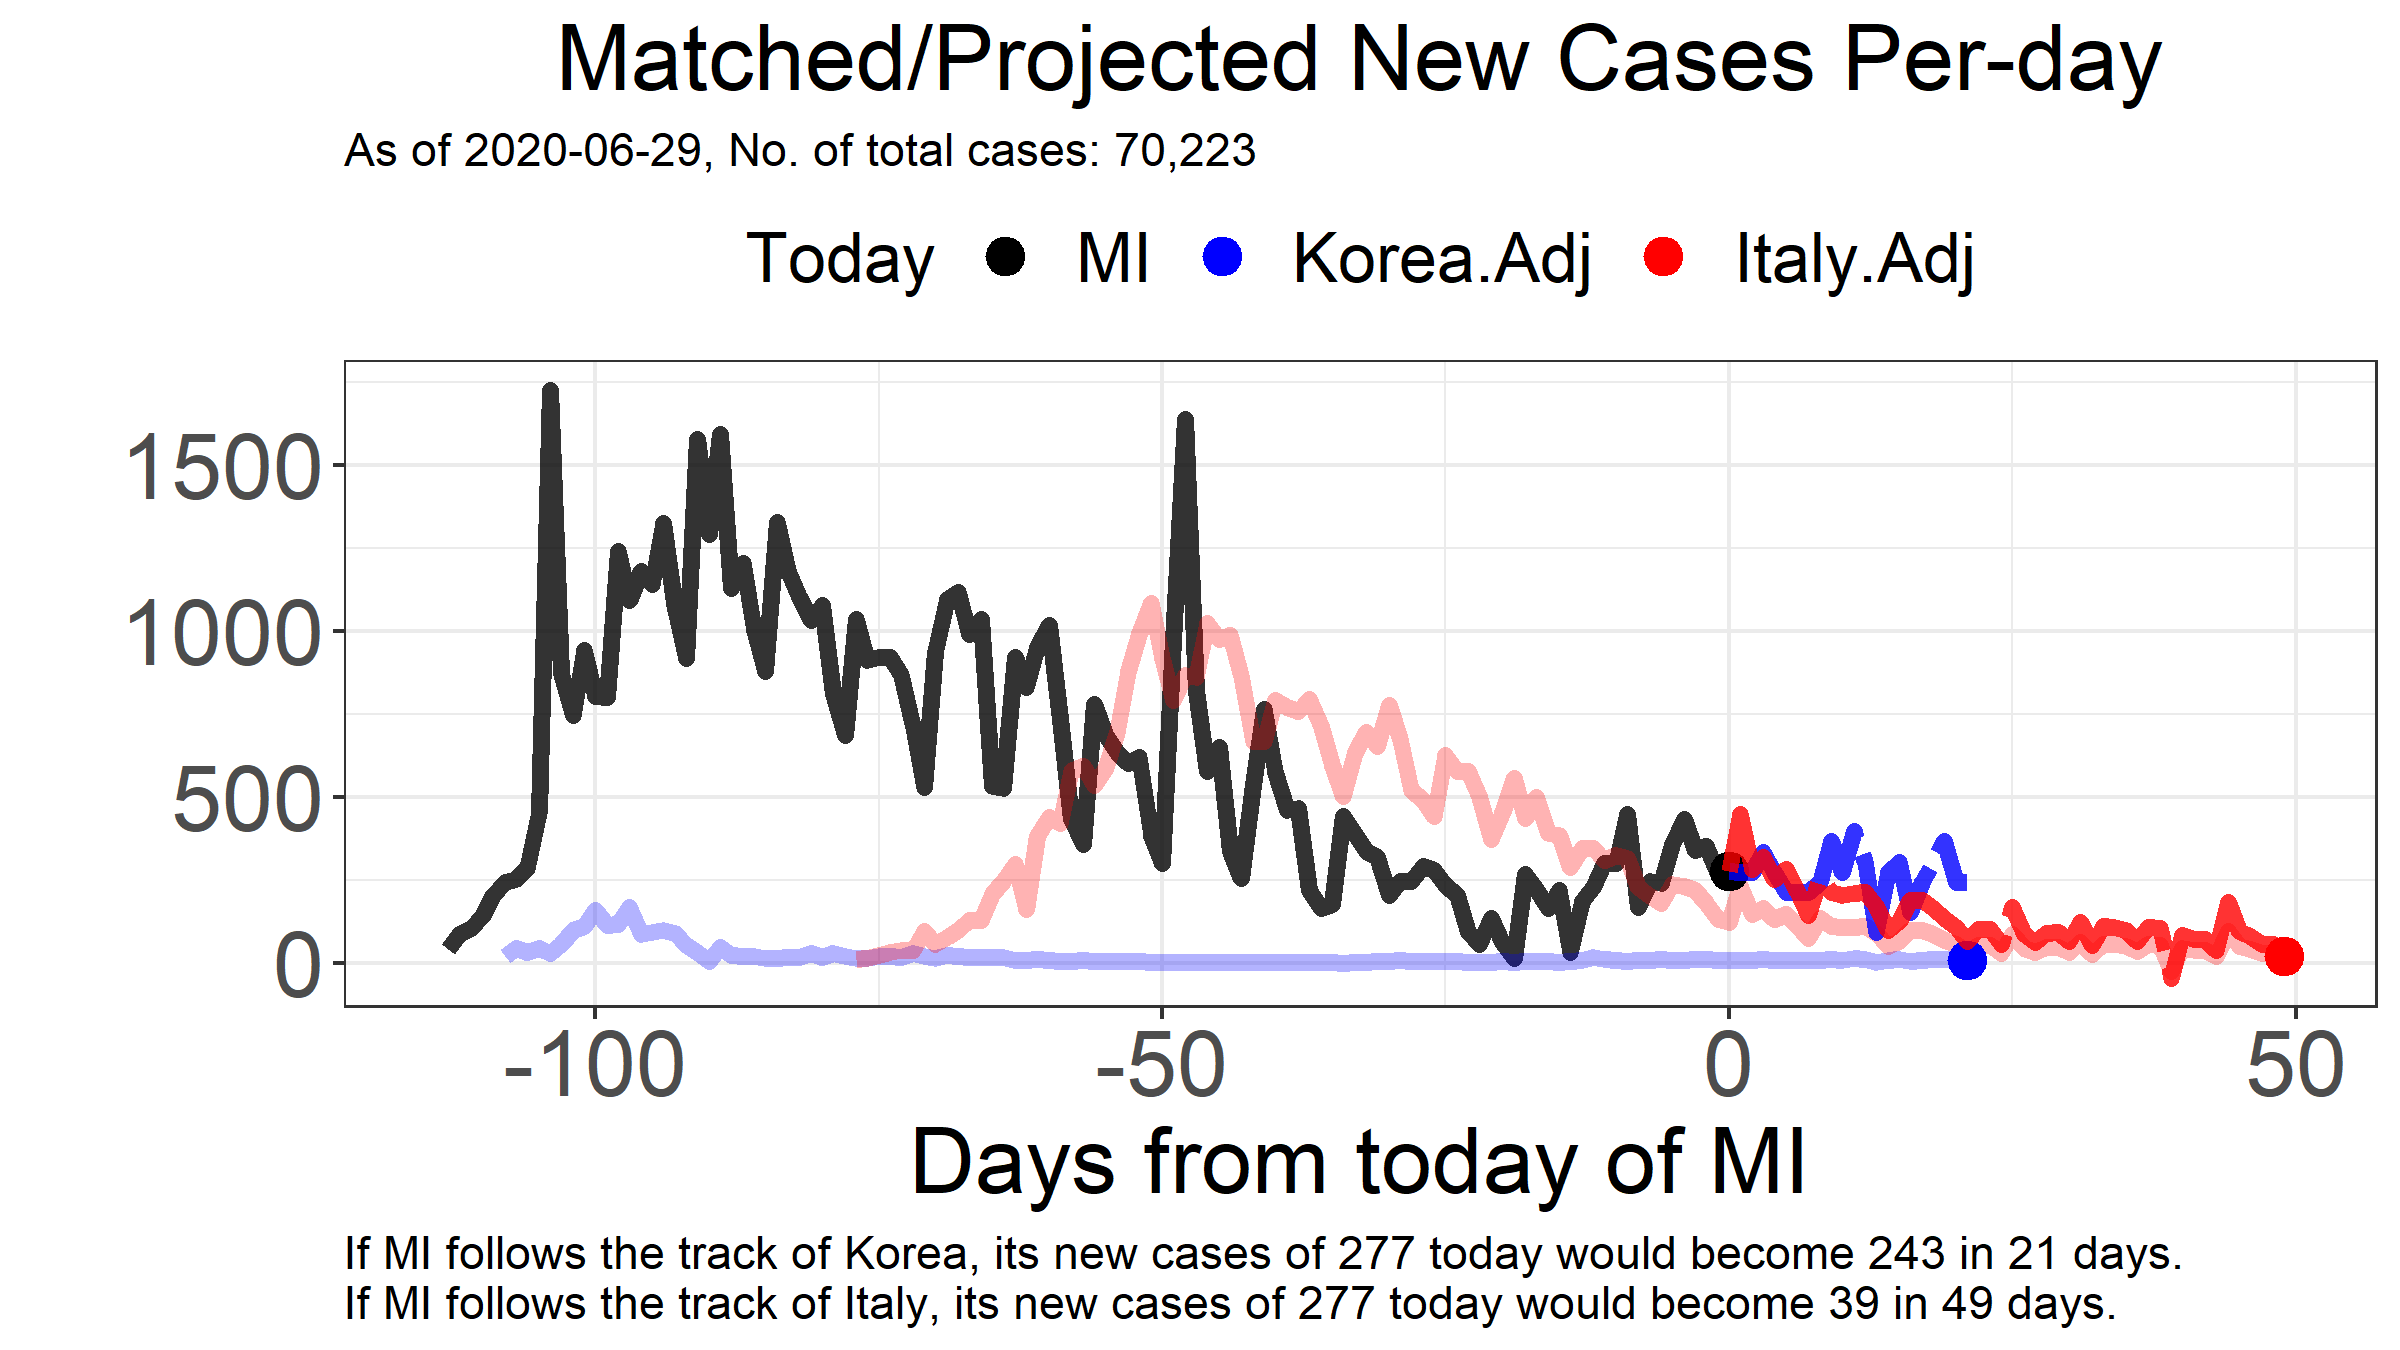 Matched/Projected New Cases Per-day
As of 2020-06-29, No. of total cases: 70,223
Today MI Korea.Adj Italy.Adj
1500
1000
500
0
-100 -50 0 50
Days from today of MI
If MI follows the track of Korea, its new cases of 277 today would become 243 in 21 days.
If MI follows the track of Italy, its new cases of 277 today would become 39 in 49 days.